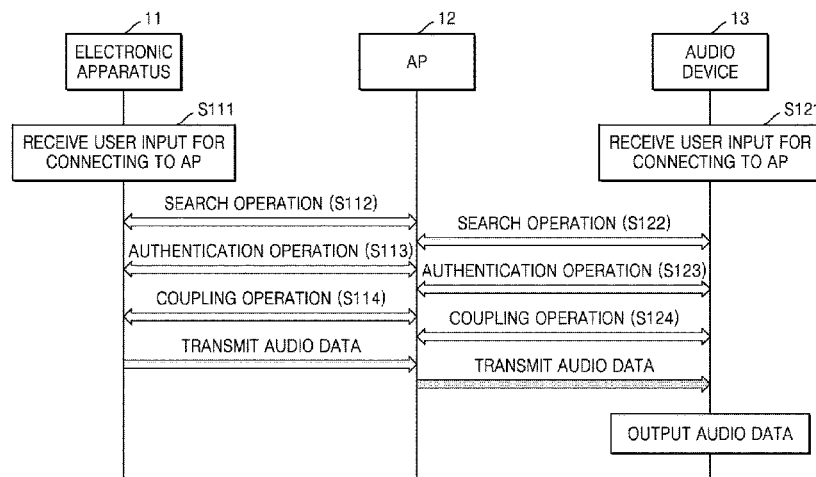 11
12
13
ELECTRONIC
APPARATUS
AP
AUDIO
DEVICE
S111
S121
RECEIVE USER INPUT FOR
CONNECTING TO AP
RECEIVE USER INPUT FOR
CONNECTING TO AP
SEARCH OPERATION (S112)
SEARCH OPERATION (S122)
AUTHENTICATION OPERATION (S113)
AUTHENTICATION OPERATION (S123)
COUPLING OPERATION (S114)
COUPLING OPERATION (S124)
TRANSMIT AUDIO DATA
TRANSMIT AUDIO DATA
OUTPUT AUDIO DATA